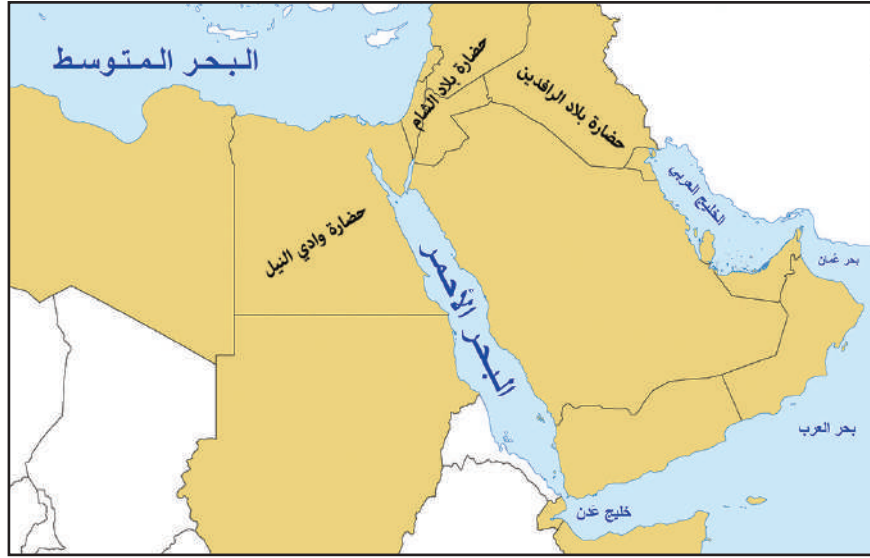 البحر المتوسط
حضارة بلاد الشام
حضارة بلاد الرافدين
الخليج العربي
حضارة وادي النيل
بحر عُمان
البحر الأحمر
بحر العرب
خليج عَدن